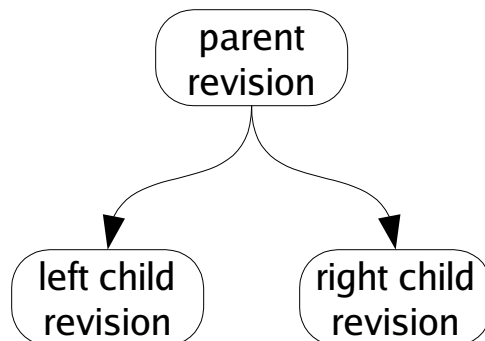 parent
revision
left child
revision
right child
revision